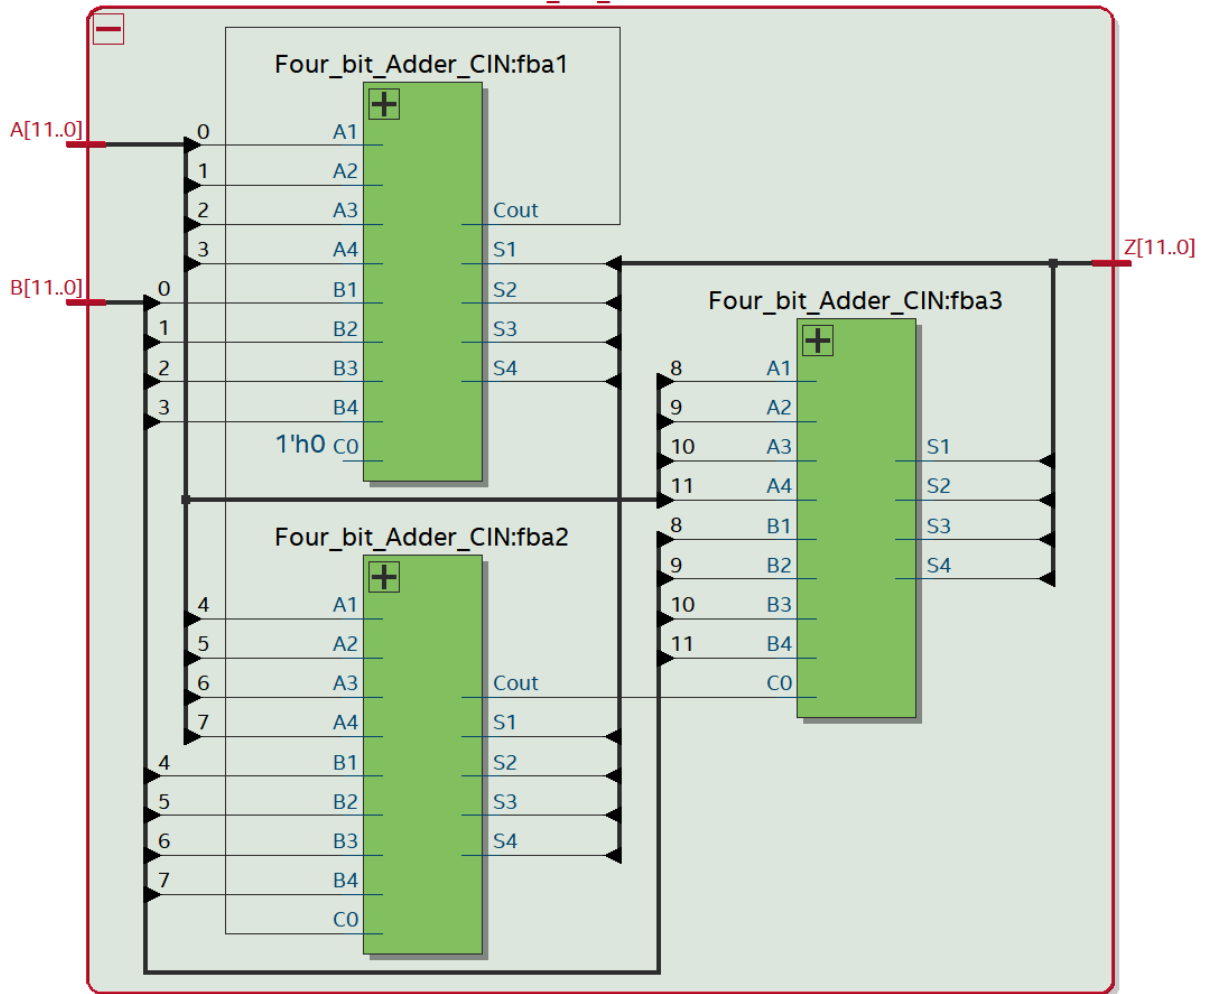 Four_bit_Adder_CIN:fba1
A[11..0]
0 A1
1 A2
2 A3 Cout
3 A4 S1
Z[11..0]
B[11..0]
0 B1 S2
1 B2 S3
2 B3 S4
3 B4
1'h0 C0
Four_bit_Adder_CIN:fba3
8 A1
9 A2
10 A3 S1
11 A4 S2
8 B1 S3
9 B2 S4
10 B3
11 B4
C0
Four_bit_Adder_CIN:fba2
4 A1
5 A2
6 A3 Cout
7 A4 S1
4 B1 S2
5 B2 S3
6 B3 S4
7 B4
C0